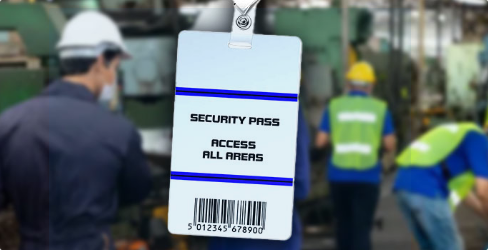 SECURITY PASS
ACCESS
ALL AREAS
5 012345 678900